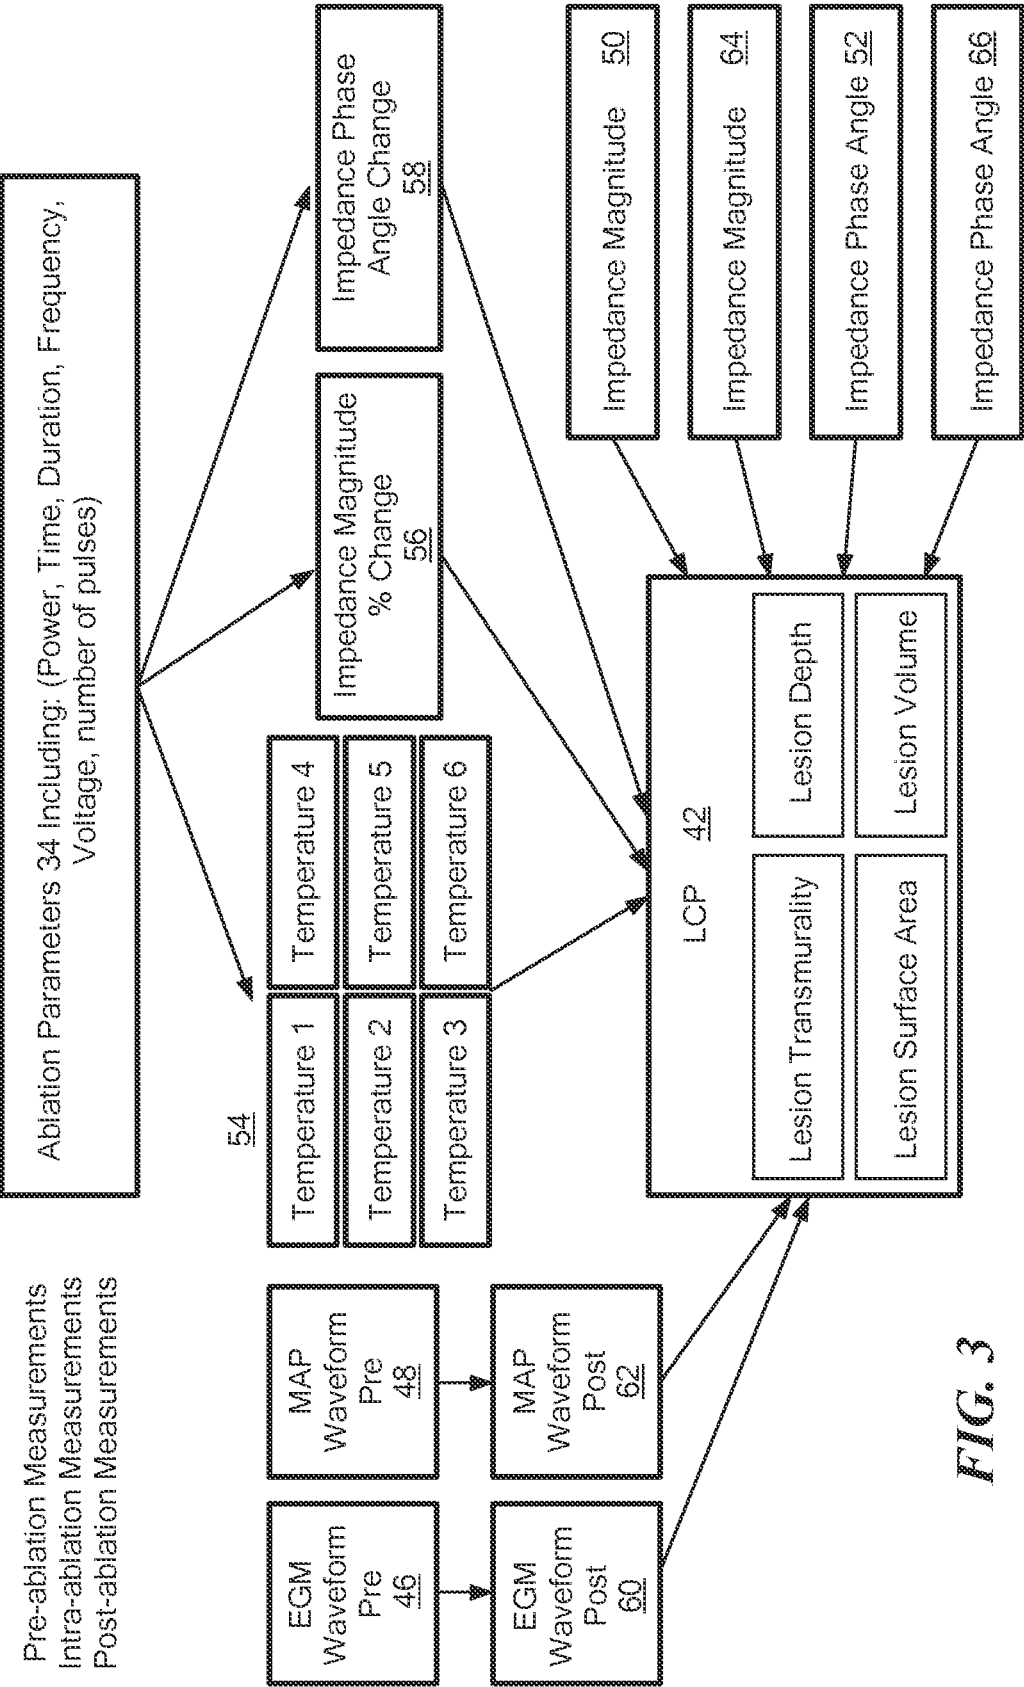 Pre-ablation Measurements
Intra-ablation Measurements
Post-ablation Measurements
Ablation Parameters 34 Including: (Power, Time, Duration, Frequency,
Voltage, number of pulses)
EGM
Waveform
Pre
46
MAP
Waveform
Pre
48
54
Temperature 1
Temperature 4
Temperature 2
Temperature 5
Temperature 3
Temperature 6
Impedance Magnitude
% Change
56
Impedance Phase
Angle Change
58
EGM
Waveform
Post
60
MAP
Waveform
Post
62
LCP 42
Lesion Transmurality
Lesion Depth
Lesion Surface Area
Lesion Volume
Impedance Magnitude 50
Impedance Magnitude 64
Impedance Phase Angle 52
Impedance Phase Angle 66
FIG. 3